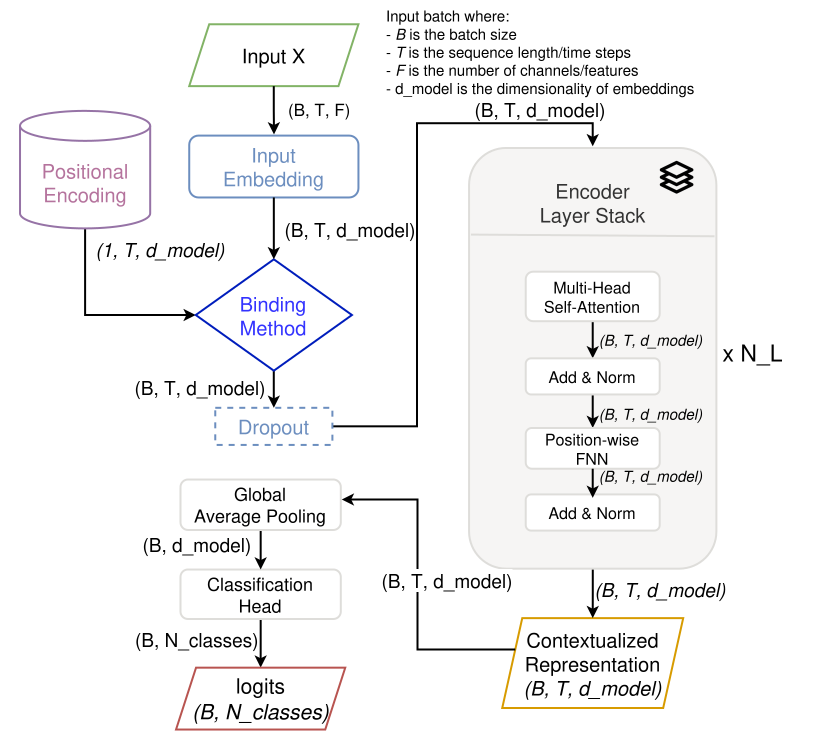 Input batch where:
- B is the batch size
- T is the sequence length/time steps
- F is the number of channels/features
- d_model is the dimensionality of embeddings
Input X
(B, T, F)
Input
Embedding
Positional
Encoding
(B, T, d_model)
(1, T, d_model)
Binding
Method
(B, T, d_model)
Dropout
(B, T, d_model)
Encoder
Layer Stack
Multi-Head
Self-Attention
(B, T, d_model)
Add & Norm
(B, T, d_model)
Position-wise
FNN
(B, T, d_model)
Add & Norm
x N_L
(B, T, d_model)
Contextualized
Representation
(B, T, d_model)
(B, T, d_model)
Global
Average Pooling
(B, d_model)
Classification
Head
(B, N_classes)
logits
(B, N_classes)